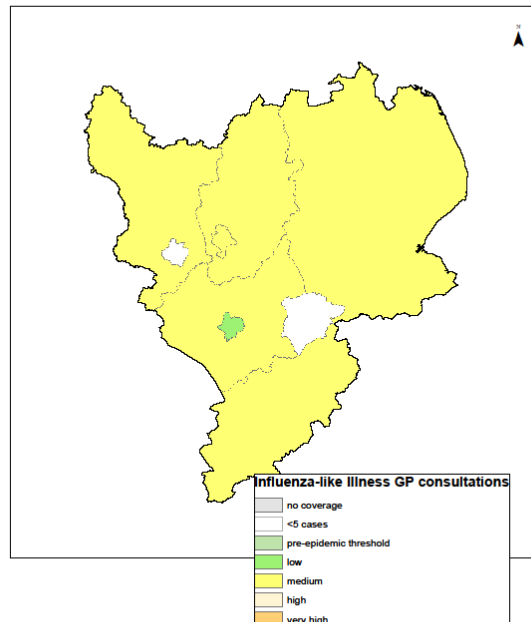 Influenza-like Illness GP consultations
no coverage
<5 cases
pre-epidemic threshold
low
medium
high
very high